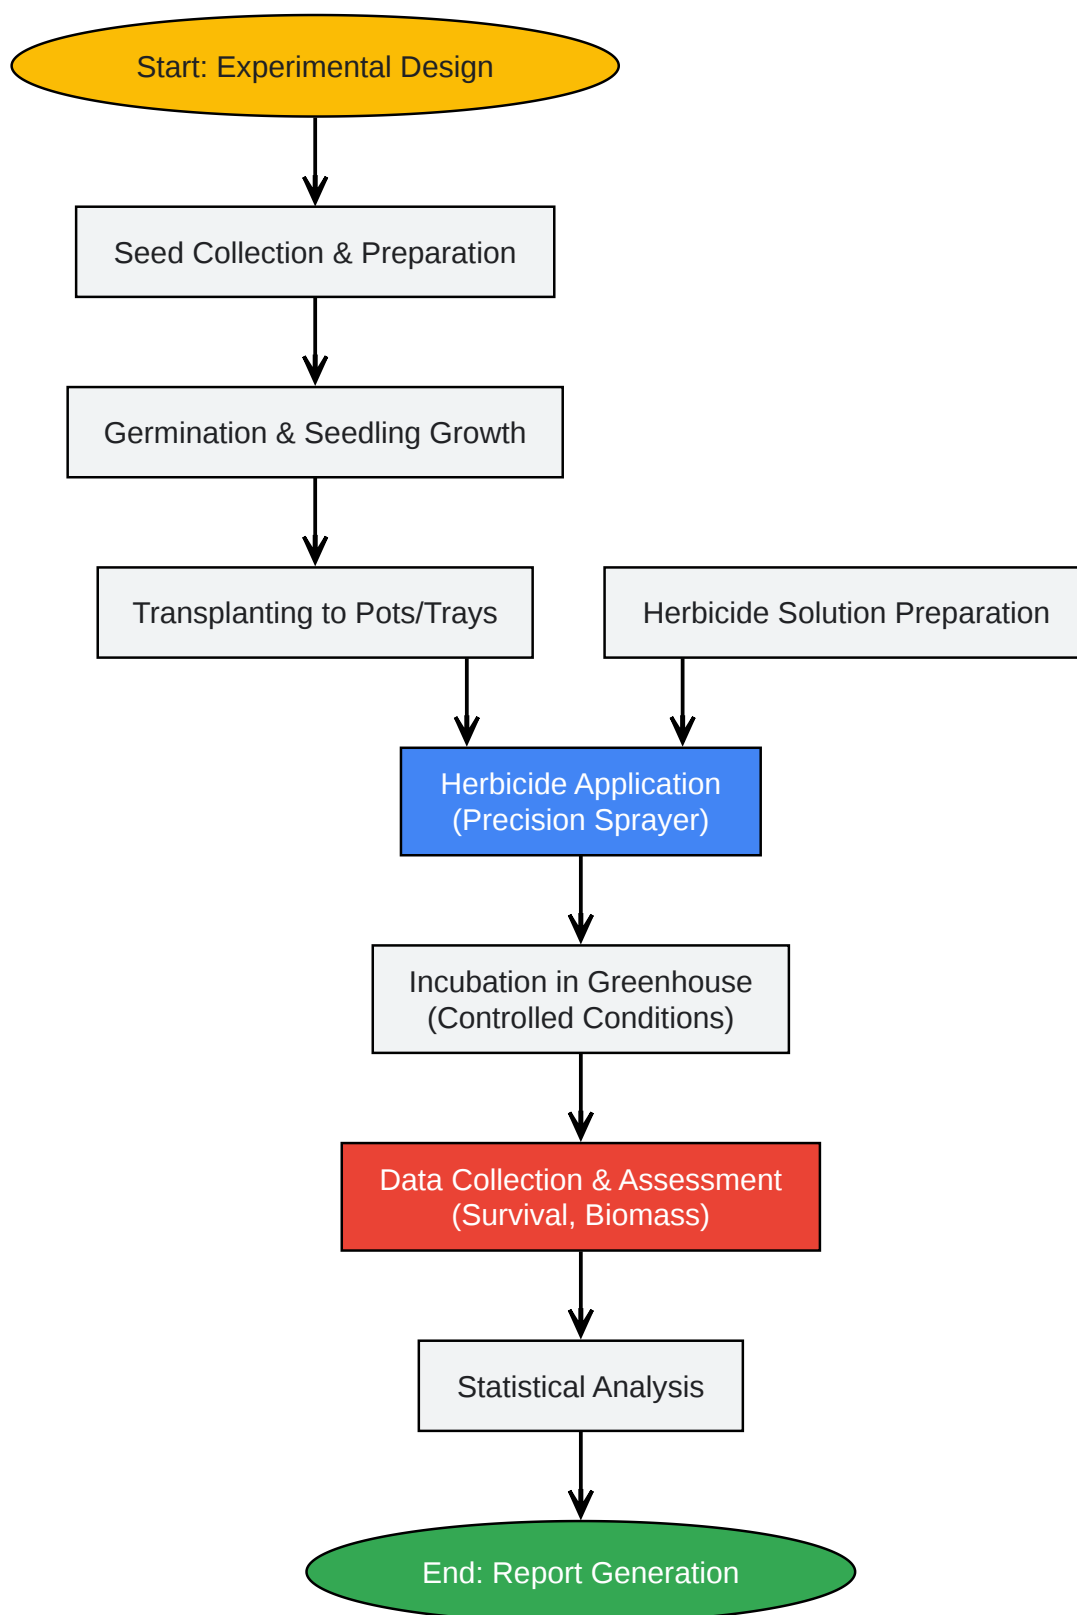 Start: Experimental Design
Seed Collection & Preparation
Germination & Seedling Growth
Transplanting to Pots/Trays
Herbicide Solution Preparation
Herbicide Application
(Precision Sprayer)
Incubation in Greenhouse
(Controlled Conditions)
Data Collection & Assessment
(Survival, Biomass)
Statistical Analysis
End: Report Generation